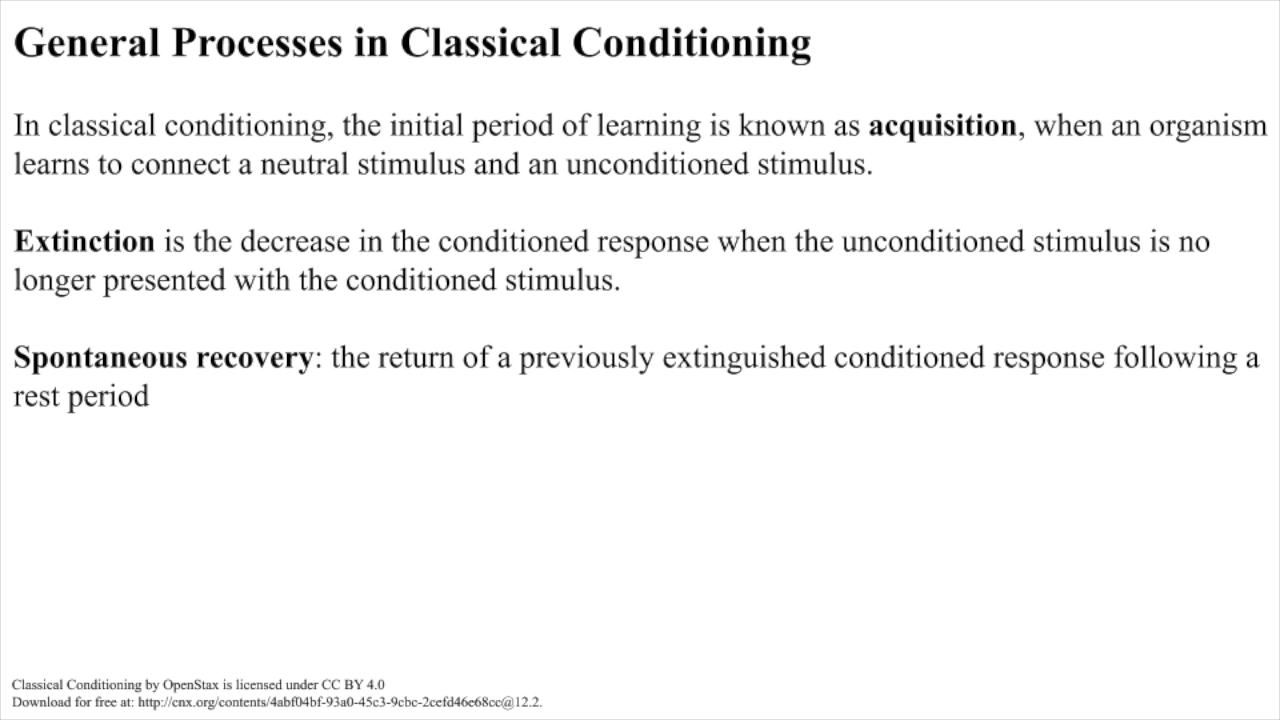 General Processes in Classical Conditioning
In classical conditioning, the initial period of learning is known as acquisition, when an organism
learns to connect a neutral stimulus and an unconditioned stimulus.
Extinction is the decrease in the conditioned response when the unconditioned stimulus is no
longer presented with the conditioned stimulus.
Spontaneous recovery: the return of a previously extinguished conditioned response following a
rest period
Classical Conditioning by OpenStax is licensed under CC BY 4.0
Download for free at: http://cnx.org/contents/4abf04bf-93a0-45c3-9cbc-2cefd46e68cc@12.2.